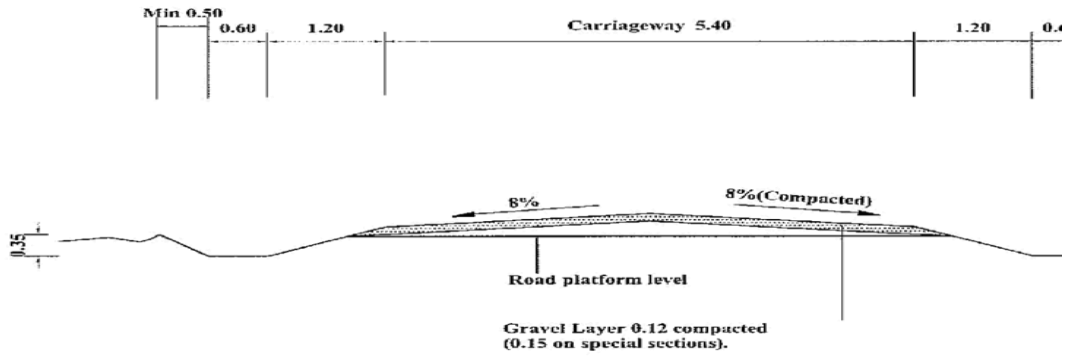 Min 0.50
0.60 1.20 Carriageway 5.40 1.20
8% 8%(Compacted)
0.35
Road platform level
Gravel Layer 0.12 compacted
(0.15 on special sections).